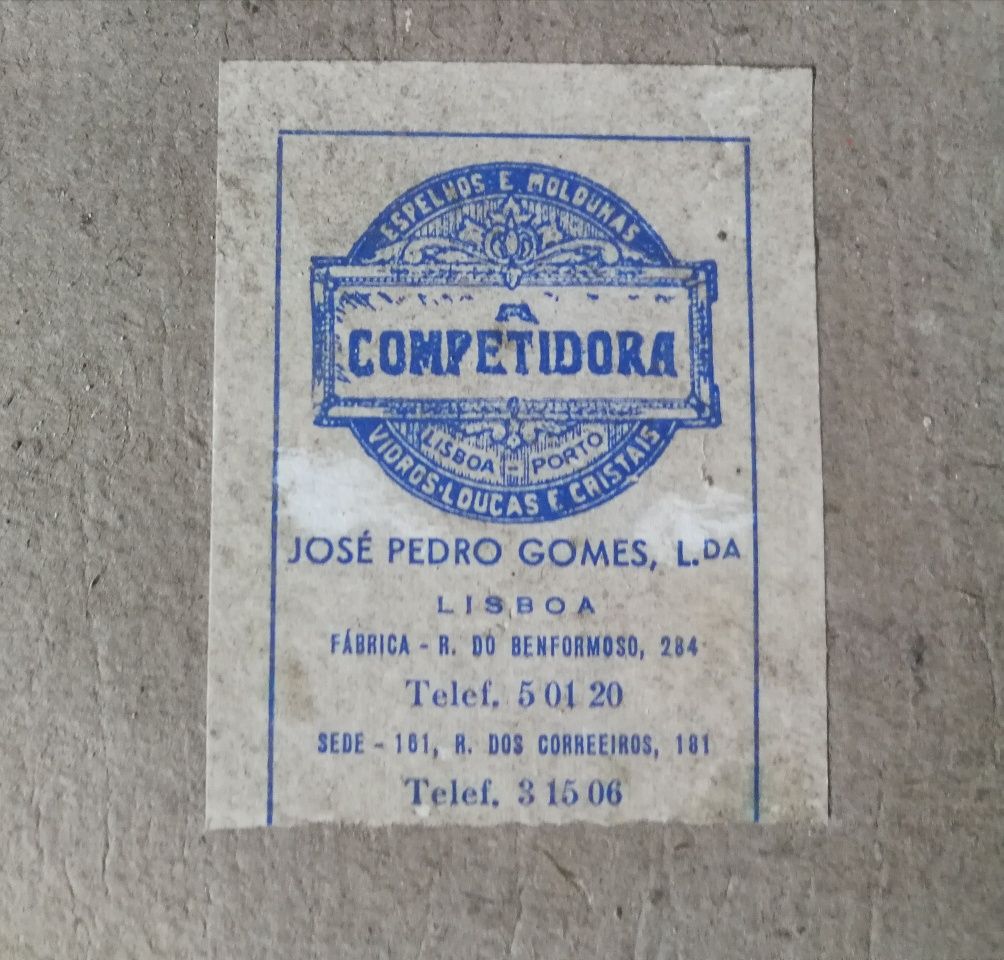 ESPELHOS E MOLDURAS
A
COMPETIDORA
LISBOA - PORTO
VIDROS-LOUÇAS E CRISTAIS
JOSÉ PEDRO GOMES, L.DA
LISBOA
FÁBRICA - R. DO BENFORMOSO, 284
Telef. 5 01 20
SEDE - 161, R. DOS CORREEIROS, 181
Telef. 3 15 06